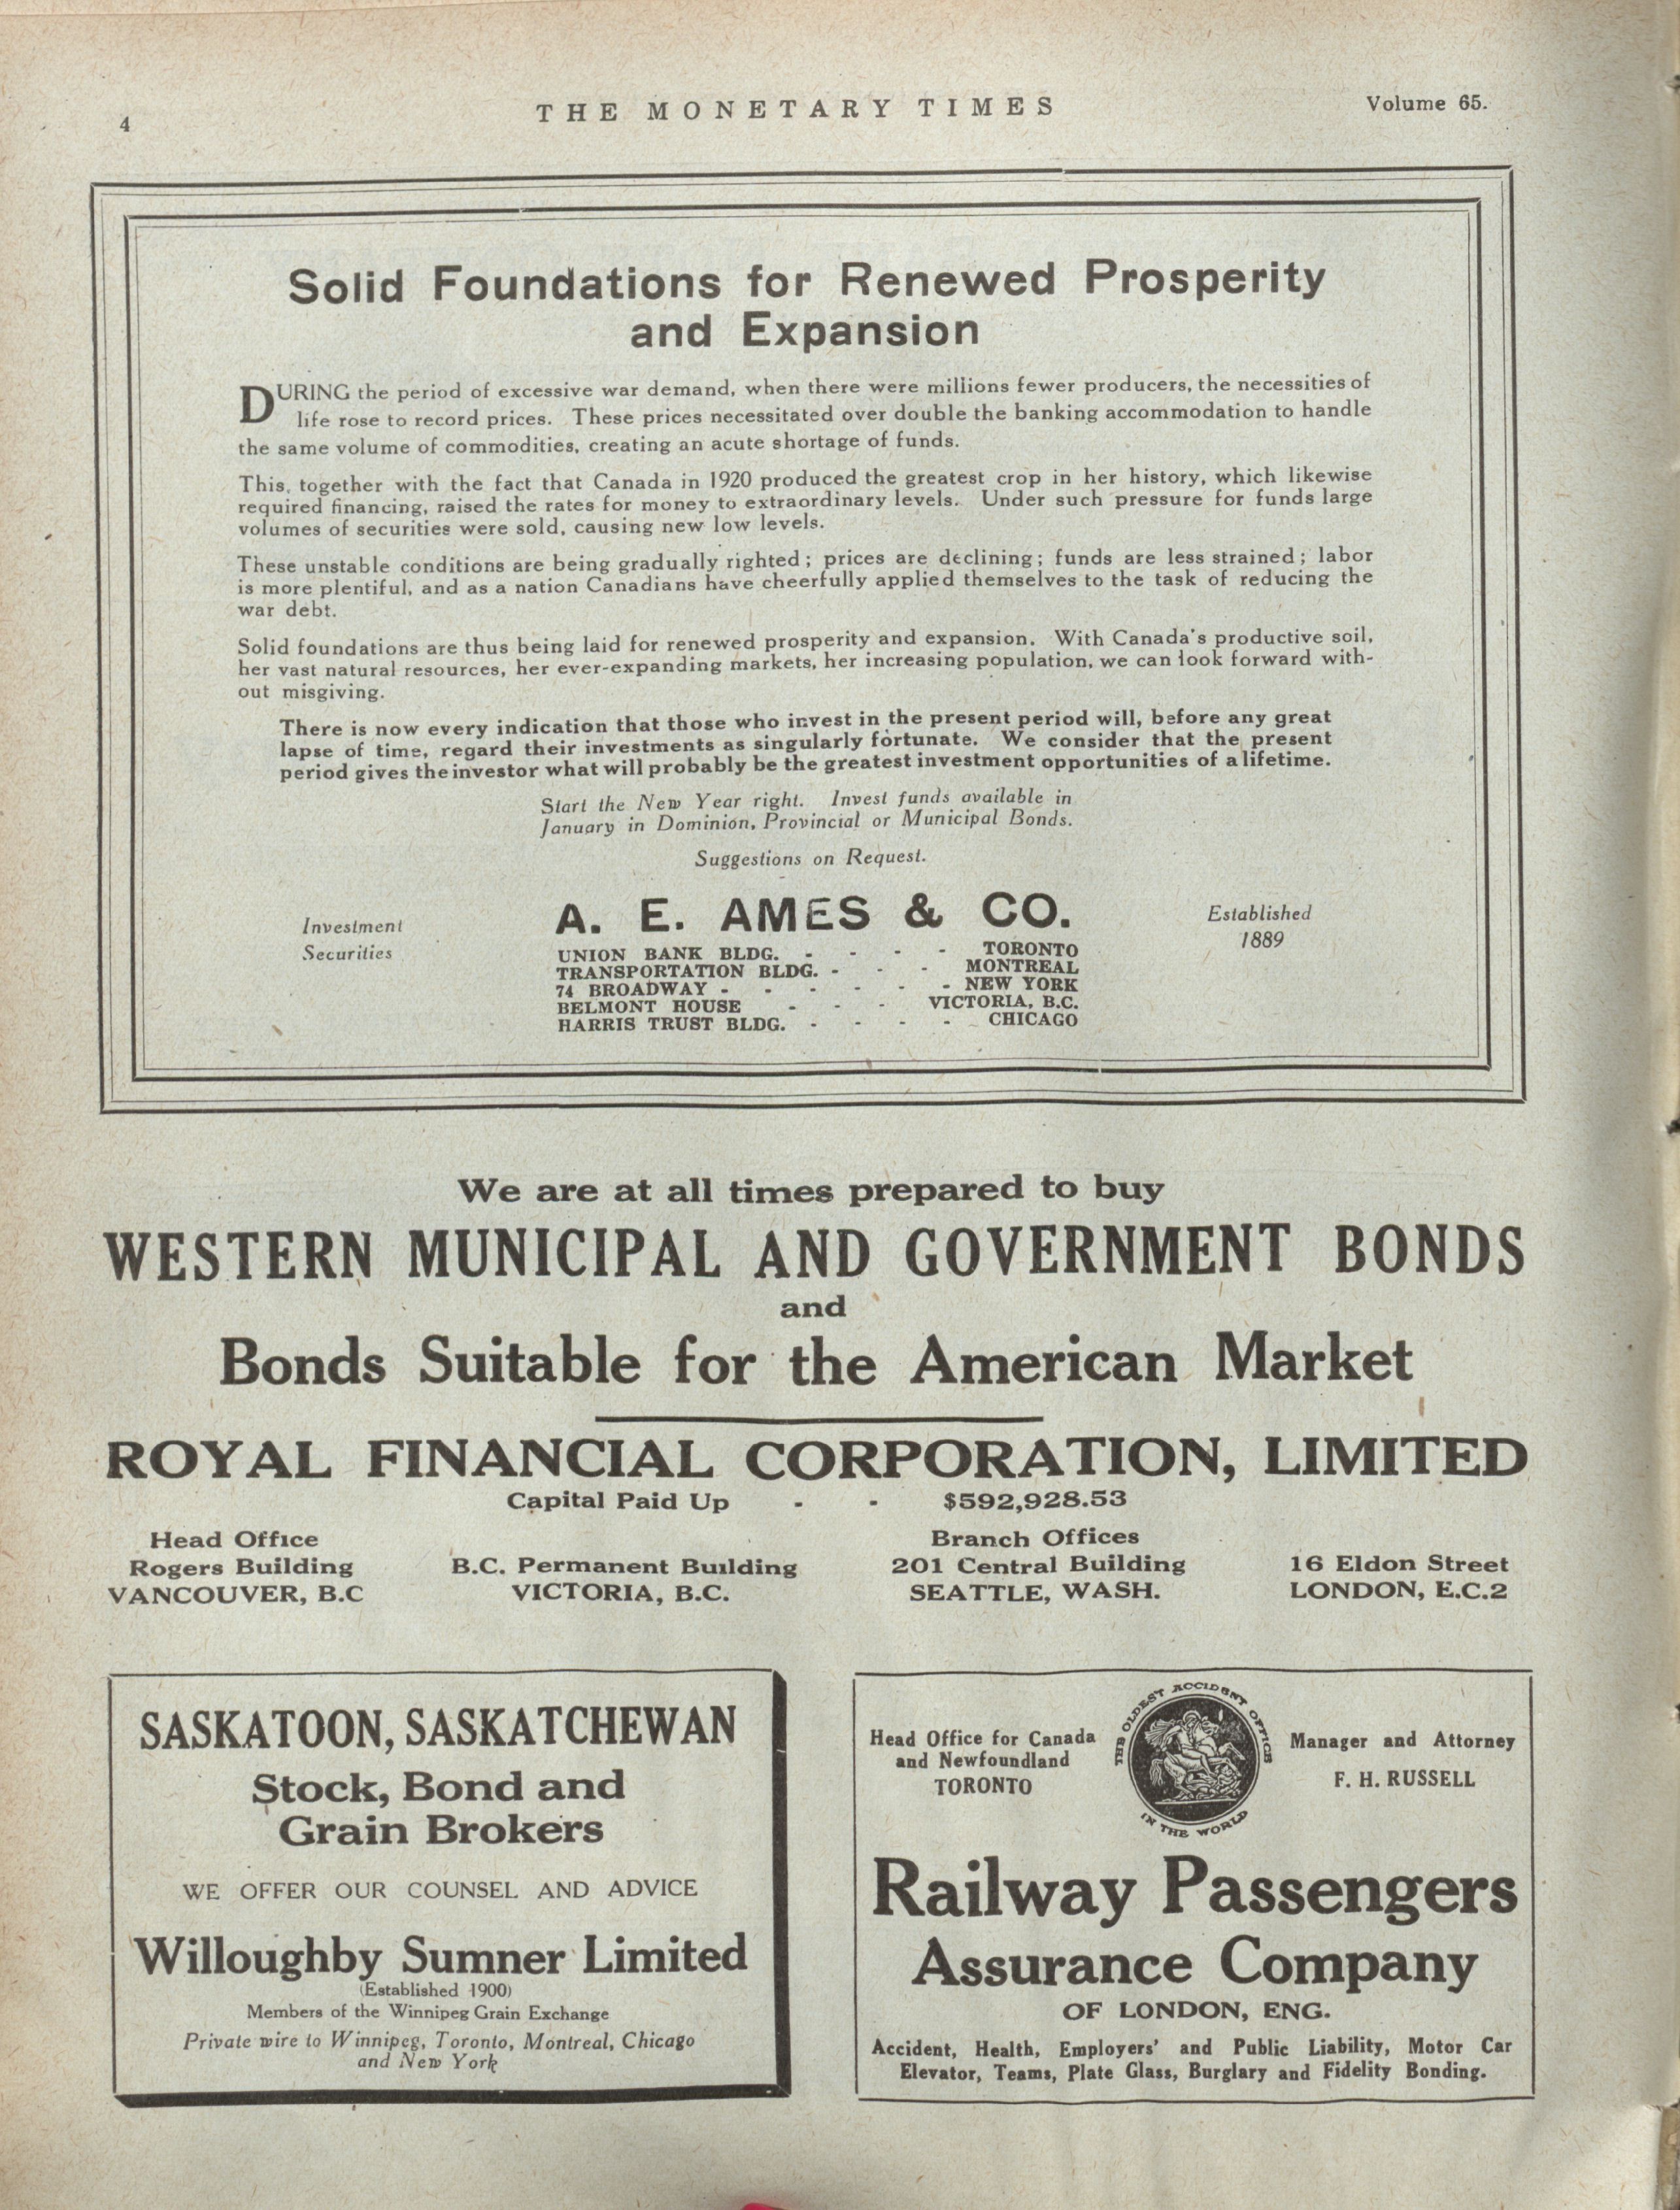 4
THE MONETARY TIMES
Volume 65.
Solid Foundations for Renewed Prosperity
and Expansion
DURING the period of excessive war demand, when there were millions fewer producers, the necessities of
life rose to record prices. These prices necessitated over double the banking accommodation to handle
the same volume of commodities, creating an acute shortage of funds.
This, together with the fact that Canada in 1920 produced the greatest crop in her history, which likewise
required financing, raised the rates for money to extraordinary levels. Under such pressure for funds large
volumes of securities were sold, causing new low levels.
These unstable conditions are being gradually righted; prices are declining; funds are less strained; labor
is more plentiful, and as a nation Canadians have cheerfully applied themselves to the task of reducing the
war debt.
Solid foundations are thus being laid for renewed prosperity and expansion. With Canada's productive soil,
her vast natural resources, her ever-expanding markets, her increasing population, we can look forward with-
out misgiving.
There is now every indication that those who invest in the present period will, before any great
lapse of time, regard their investments as singularly fortunate. We consider that the present
period gives the investor what will probably be the greatest investment opportunities of a lifetime.
Start the New Year right. Invest funds available in
January in Dominion, Provincial or Municipal Bonds.
Suggestions on Request.
Investment
Securities
A. E. AMES & CO.
UNION BANK BLDG. - - - - TORONTO
TRANSPORTATION BLDG. - - - MONTREAL
74 BROADWAY - - - - - - NEW YORK
BELMONT HOUSE - - - VICTORIA, B.C.
HARRIS TRUST BLDG. - - - - CHICAGO
Established
1889
We are at all times prepared to buy
WESTERN MUNICIPAL AND GOVERNMENT BONDS
and
Bonds Suitable for the American Market
ROYAL FINANCIAL CORPORATION, LIMITED
Capital Paid Up - - $592,928.53
Head Office
Rogers Building
VANCOUVER, B.C
B.C. Permanent Building
VICTORIA, B.C.
Branch Offices
201 Central Building
SEATTLE, WASH.
16 Eldon Street
LONDON, E.C.2
SASKATOON, SASKATCHEWAN
Stock, Bond and
Grain Brokers
WE OFFER OUR COUNSEL AND ADVICE
Willoughby Sumner Limited
(Established 1900)
Members of the Winnipeg Grain Exchange
Private wire to Winnipeg, Toronto, Montreal, Chicago
and New York
Head Office for Canada
and Newfoundland
TORONTO
THE OLDEST ACCIDENT OFFICE
IN THE WORLD
Manager and Attorney
F. H. RUSSELL
Railway Passengers
Assurance Company
OF LONDON, ENG.
Accident, Health, Employers' and Public Liability, Motor Car
Elevator, Teams, Plate Glass, Burglary and Fidelity Bonding.